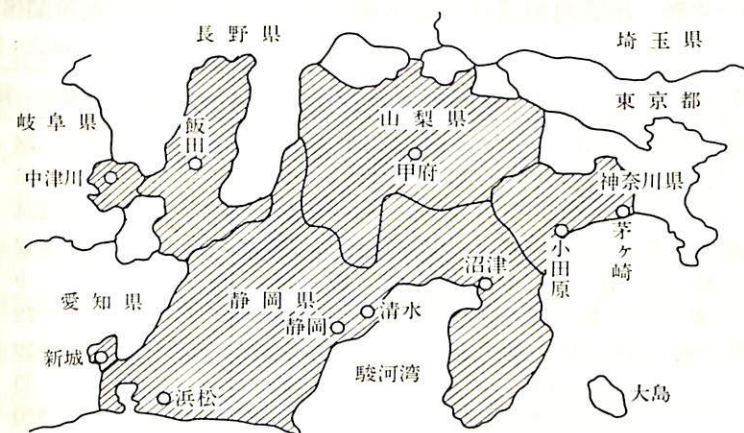 長野県
埼玉県
東京都
岐阜県
飯田
山梨県
甲府
中津川
神奈川県
小田原
茅ヶ崎
沼津
愛知県
静岡県
清水
静岡
新城
駿河湾
大島
浜松